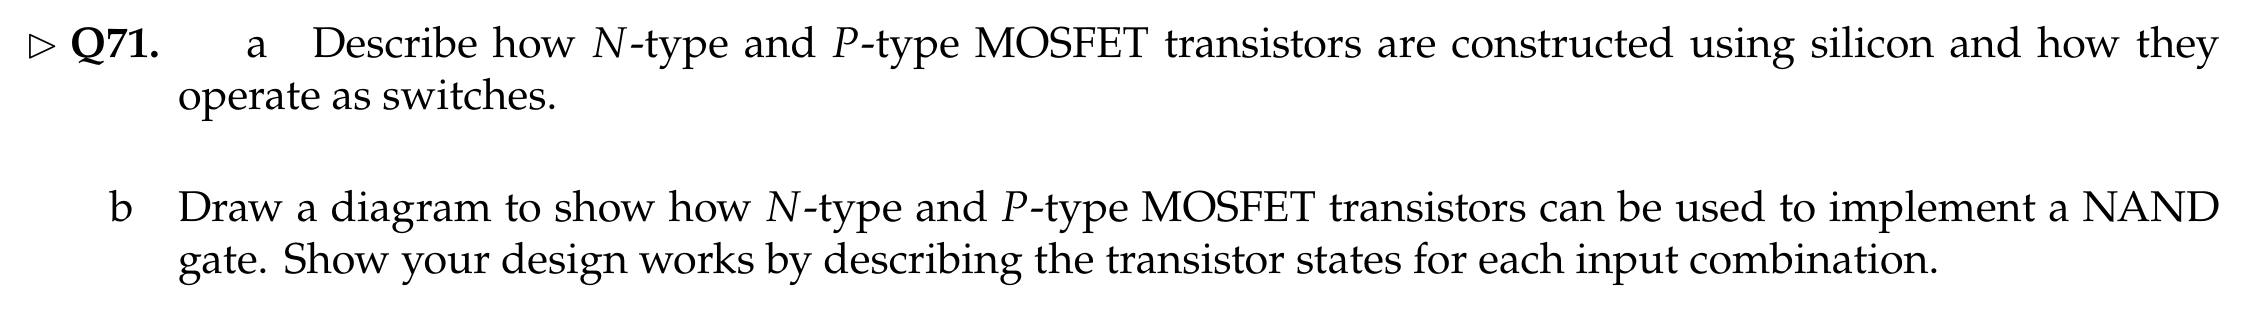 ▷ Q71. a Describe how N-type and P-type MOSFET transistors are constructed using silicon and how they
operate as switches.
b Draw a diagram to show how N-type and P-type MOSFET transistors can be used to implement a NAND
gate. Show your design works by describing the transistor states for each input combination.